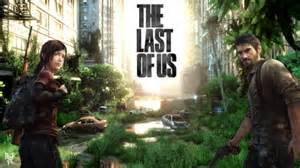 THE
LAST
OF US